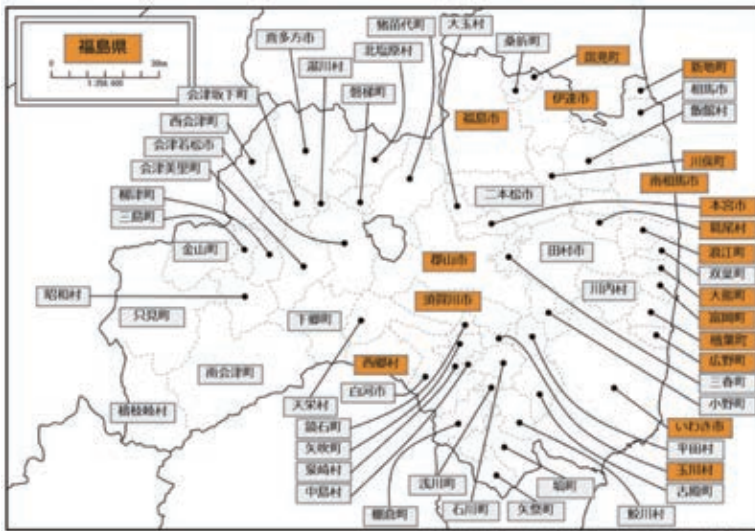 福島県
0
30km
猪苗代町
大玉村
喜多方市
北塩原村
桑折町
国見町
湯川村
磐梯町
伊達市
新地町
相馬市
飯舘村
会津坂下町
福島市
西会津町
会津若松市
会津美里町
川俣町
南相馬市
柳津町
三島町
二本松市
本宮市
葛尾村
浪江町
双葉町
大熊町
富岡町
楢葉町
広野町
三春町
小野町
金山町
郡山市
田村市
川内村
昭和村
只見町
須賀川市
下郷町
南会津町
西郷村
白河市
檜枝岐村
天栄村
鏡石町
矢吹町
泉崎村
中島村
いわき市
平田村
玉川村
古殿町
浅川町
塙町
棚倉町
石川町
矢祭町
鮫川村